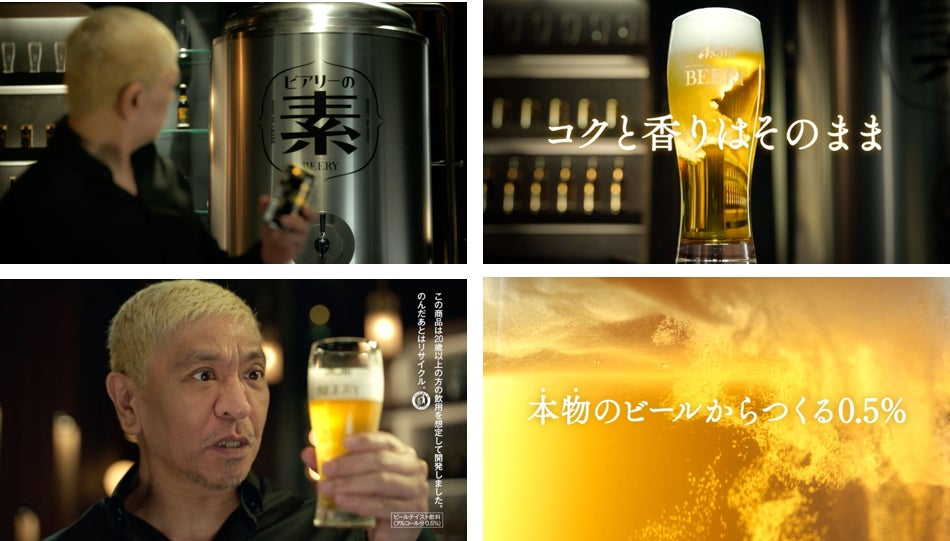 ビアリーの
素
BEERY
Asahi
BEERY
コクと香りはそのまま
この商品は20歳以上の方の飲用を想定して開発しました。
のんだあとはリサイクル。
BEERY
ビールテイスト飲料
(アルコール分0.5%)
本物のビールからつくる0.5%